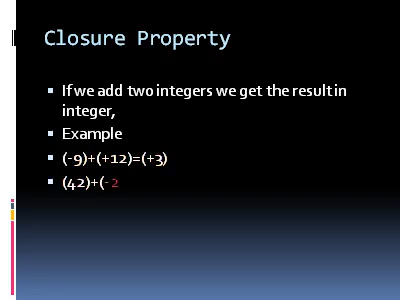 Closure Property
If we add two integers we get the result in
integer,
Example
(-9)+(+12)=(+3)
(42)+(-2